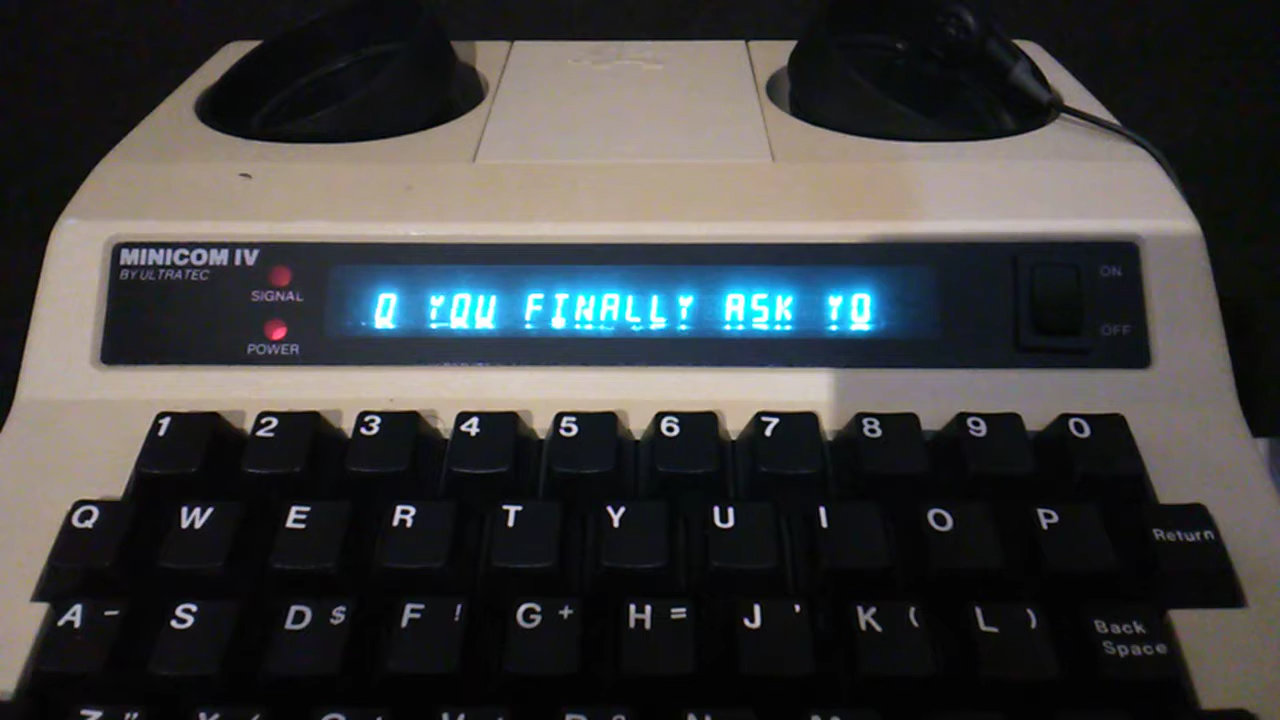 MINICOM IV
BY ULTRATEC
SIGNAL
POWER
Q YOU FINALLY ASK YO
ON
OFF
1 2 3 4 5 6 7 8 9 0
Q W E R T Y U I O P Return
A - S D $ F ! G + H = J ' K ( L ) Back Space